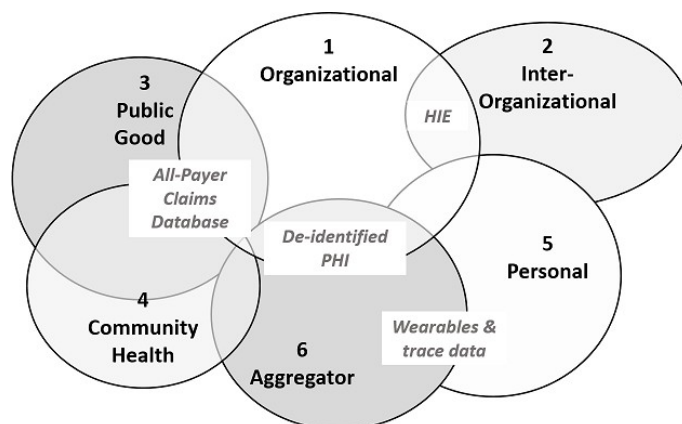 1
Organizational
2
Inter-
Organizational
3
Public
Good
HIE
All-Payer
Claims
Database
De-identified
PHI
5
Personal
4
Community
Health
Wearables &
trace data
6
Aggregator